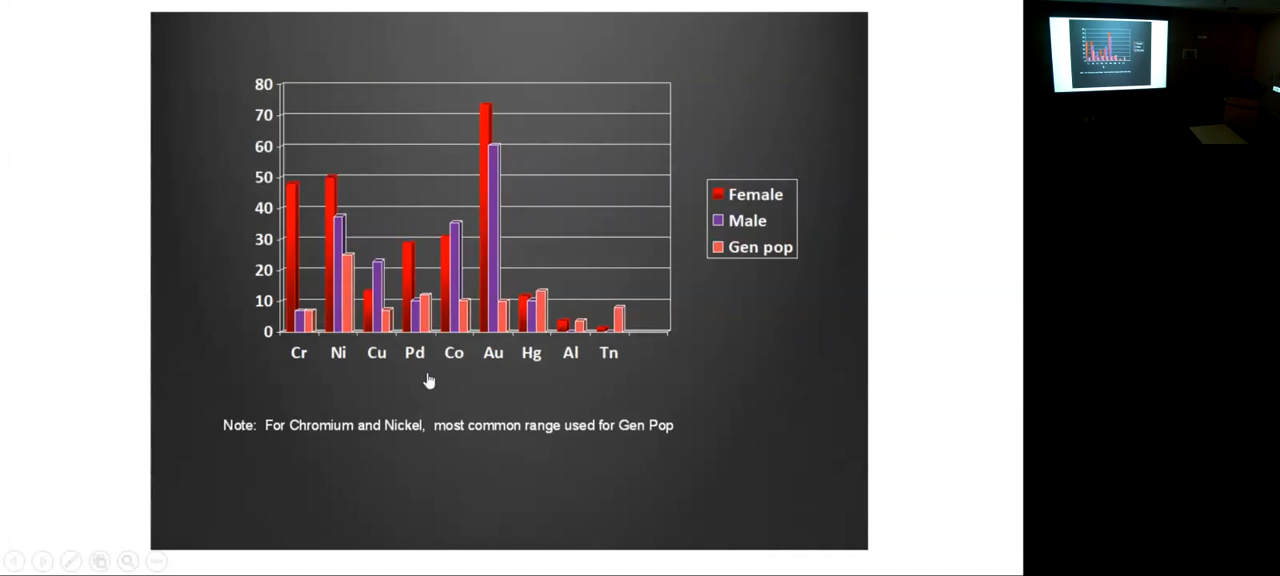 80
70
60
50
40
30
20
10
0
Cr Ni Cu Pd Co Au Hg Al Tn
Female
Male
Gen pop
Note: For Chromium and Nickel, most common range used for Gen Pop